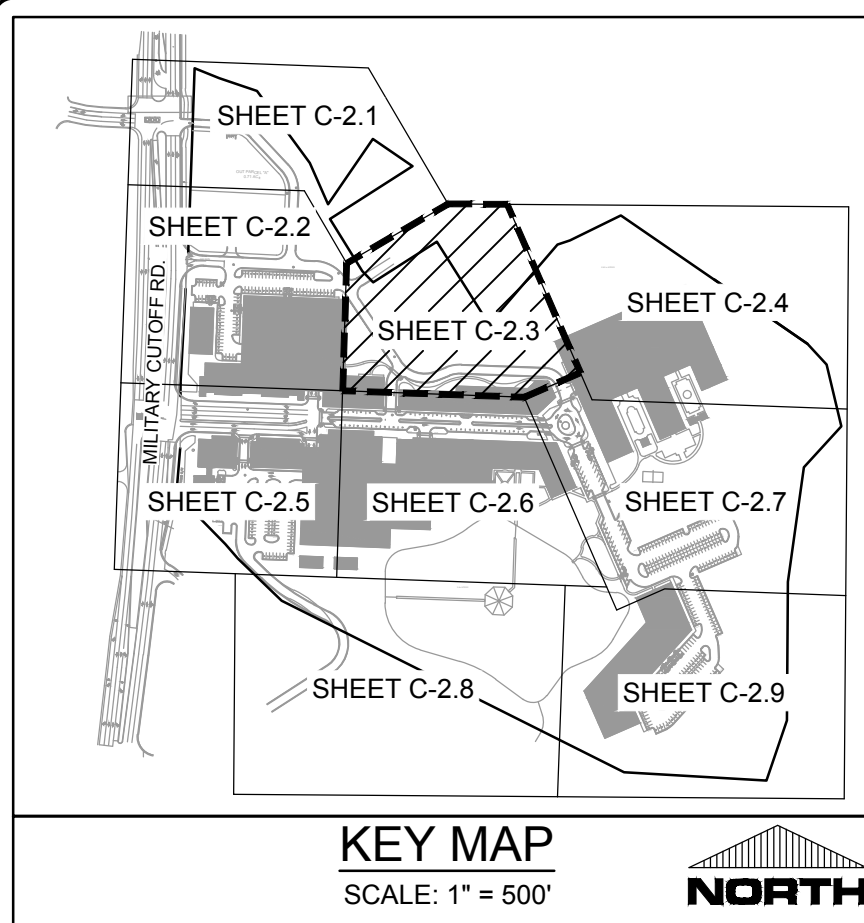 SHEET C-2.1
SHEET C-2.2
MILITARY CUTOFF RD.
SHEET C-2.3
SHEET C-2.4
SHEET C-2.5
SHEET C-2.6
SHEET C-2.7
SHEET C-2.8
SHEET C-2.9
KEY MAP
SCALE: 1" = 500'
NORTH